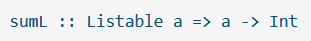 sumL :: Listable a => a -> Int